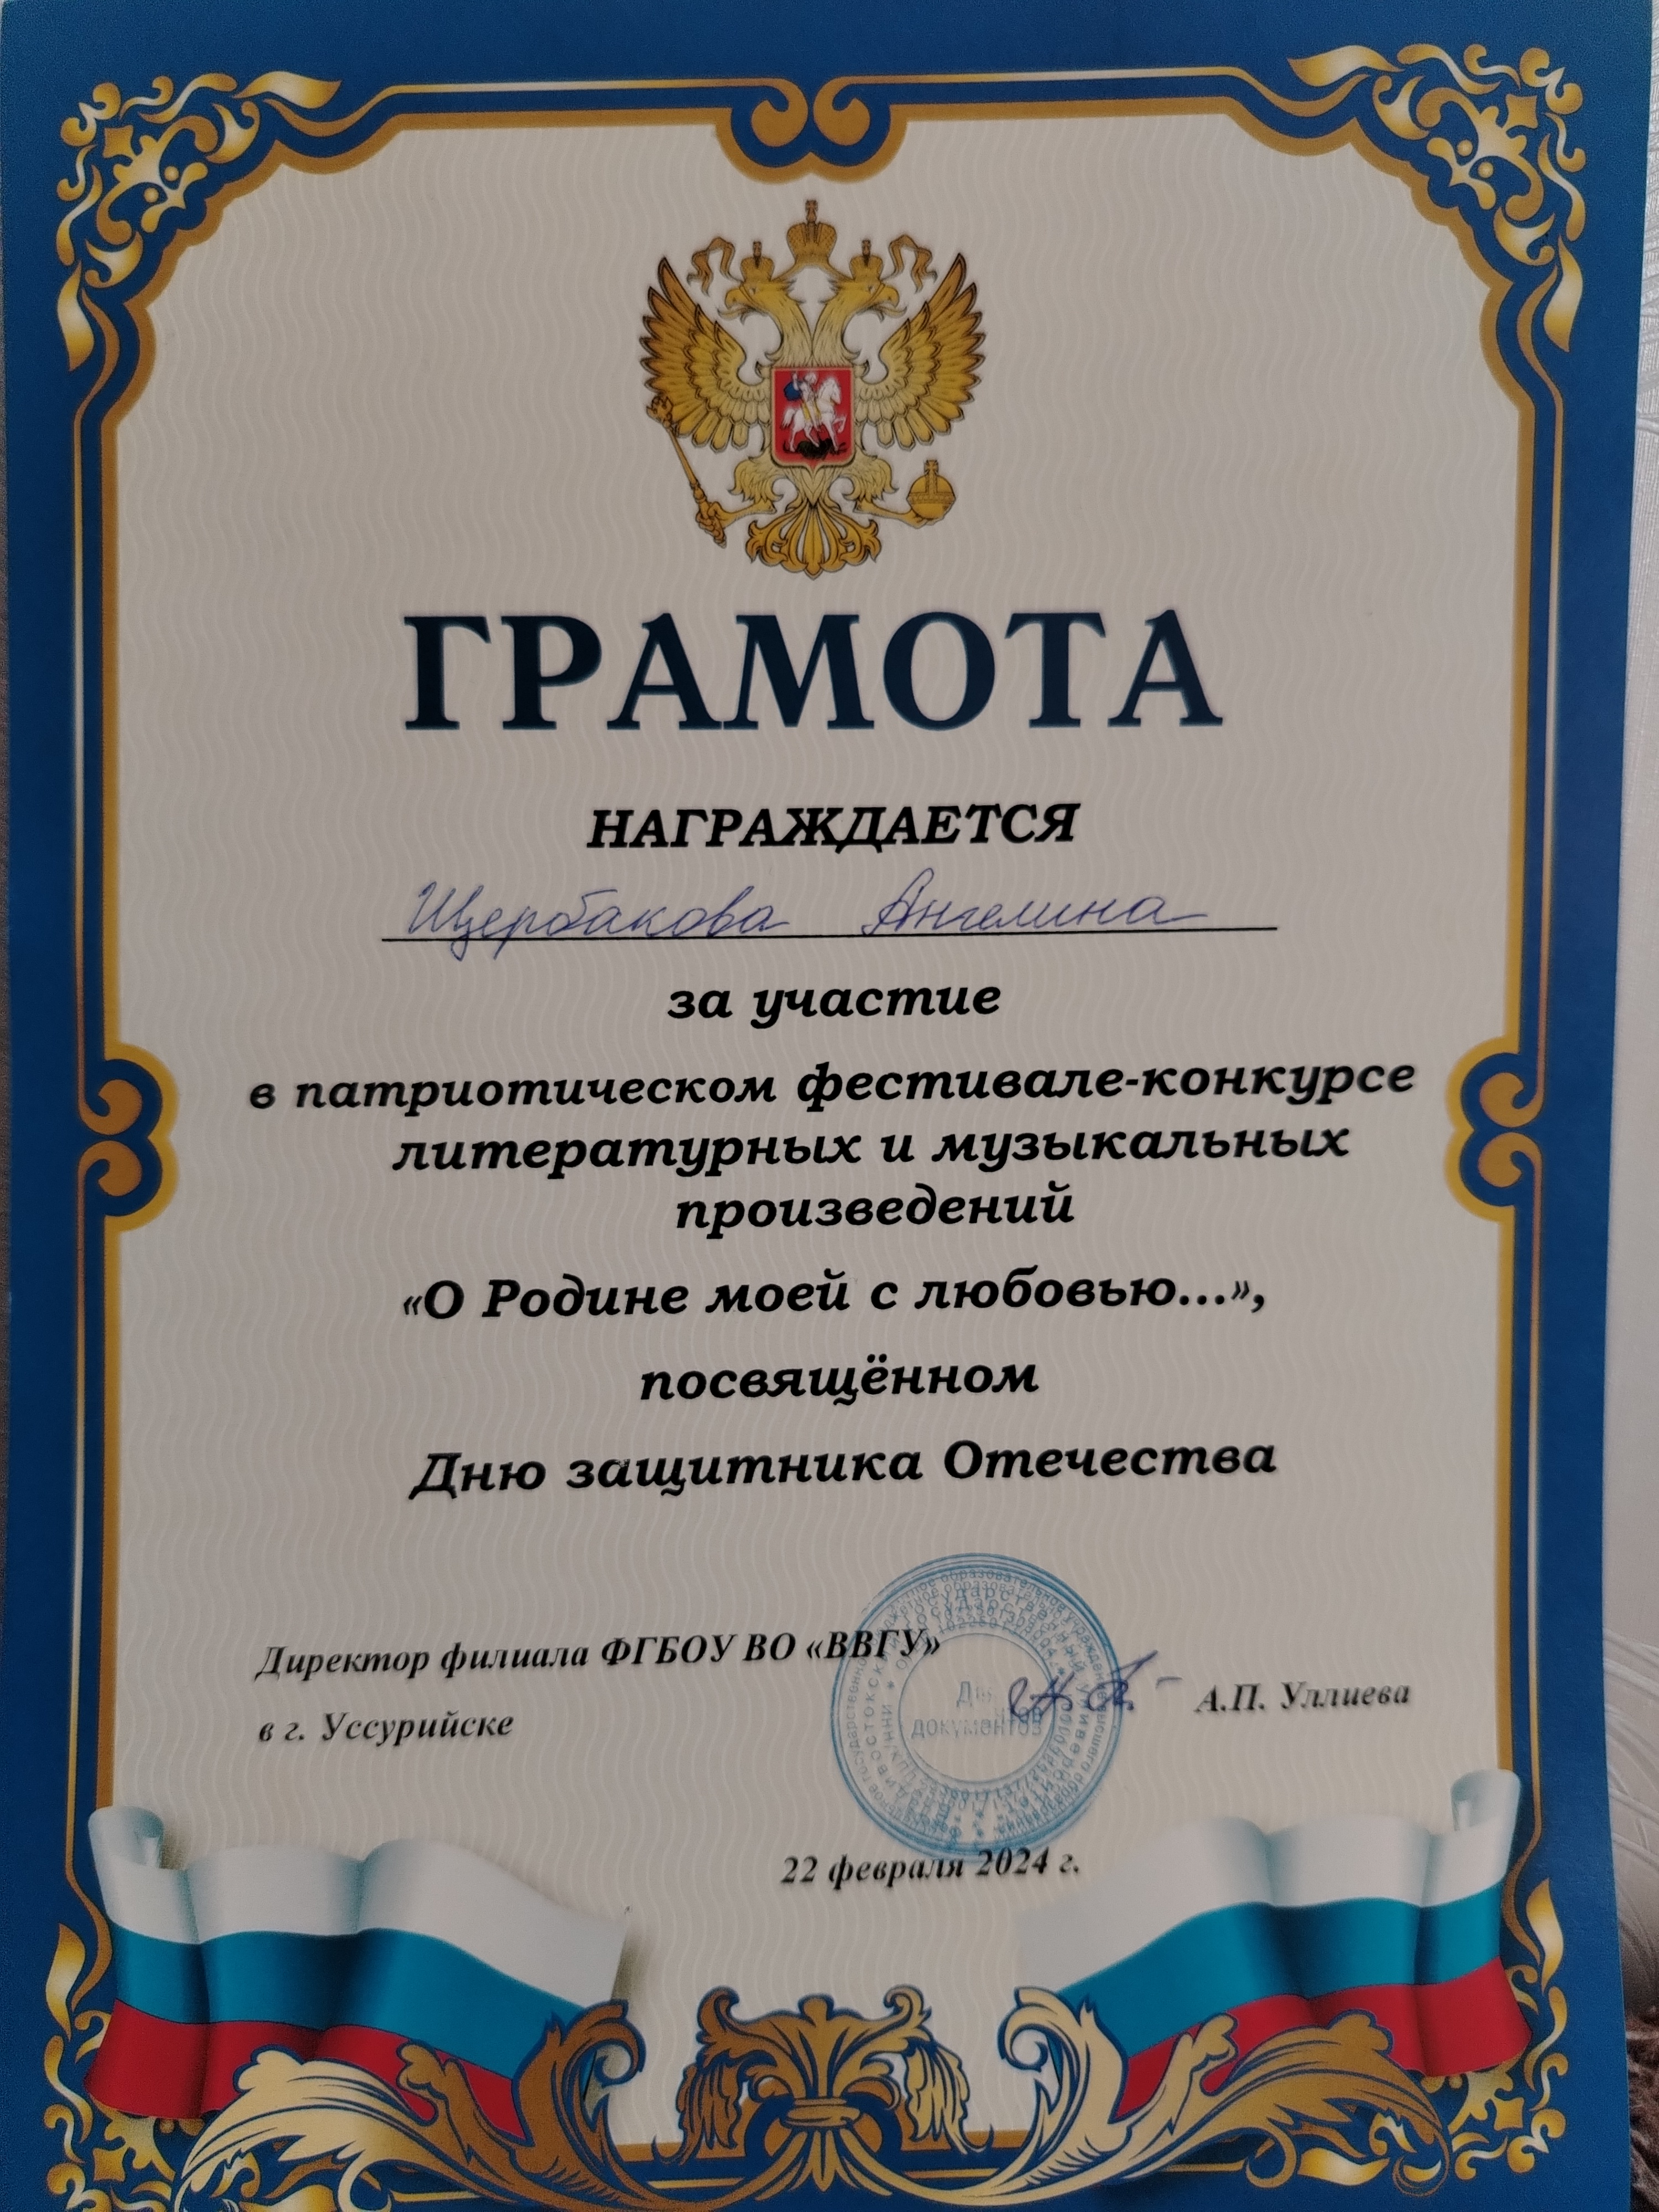 ГРАМОТА
НАГРАЖДАЕТСЯ
Щербакова Ангелина
за участие
в патриотическом фестивале-конкурсе
литературных и музыкальных
произведений
«О Родине моей с любовью...»,
посвящённом
Дню защитника Отечества
Директор филиала ФГБОУ ВО «ВВГУ»
в г. Уссурийске
А.П. Уллиева
документов
22 февраля 2024 г.